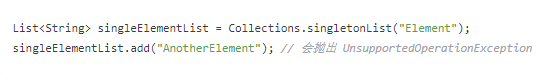 List<String> singleElementList = Collections.singletonList("Element");
singleElementList.add("AnotherElement"); // 会抛出 UnsupportedOperationException